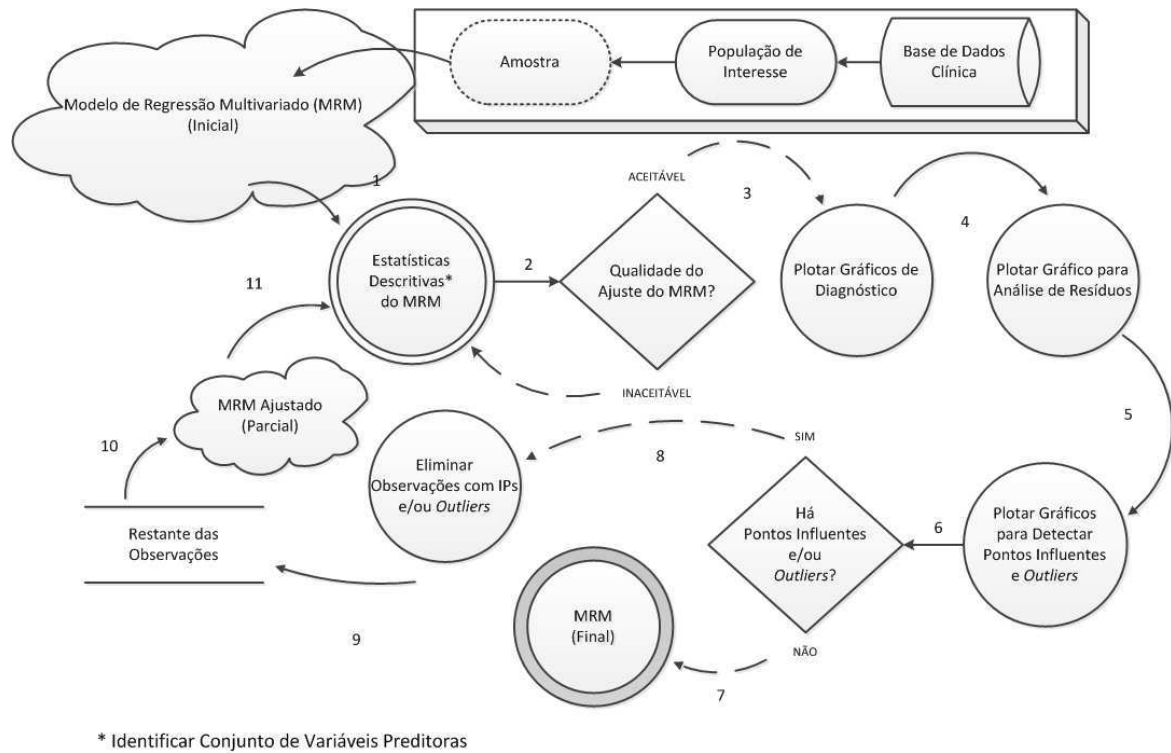 Amostra
População de
Interesse
Base de Dados
Clínica
Modelo de Regressão Multivariado (MRM)
(Inicial)
1
Estatísticas
Descritivas*
do MRM
2
ACEITÁVEL
Qualidade do
Ajuste do MRM?
INACEITÁVEL
3
Plotar Gráficos de
Diagnóstico
4
Plotar Gráfico para
Análise de Resíduos
5
Plotar Gráficos
para Detectar
Pontos Influentes
e Outliers
6
Há
Pontos Influentes
e/ou
Outliers?
SIM
NÃO
7
MRM
(Final)
8
Eliminar
Observações com IPs
e/ou Outliers
9
Restante das
Observações
10
MRM Ajustado
(Parcial)
11
* Identificar Conjunto de Variáveis Preditoras